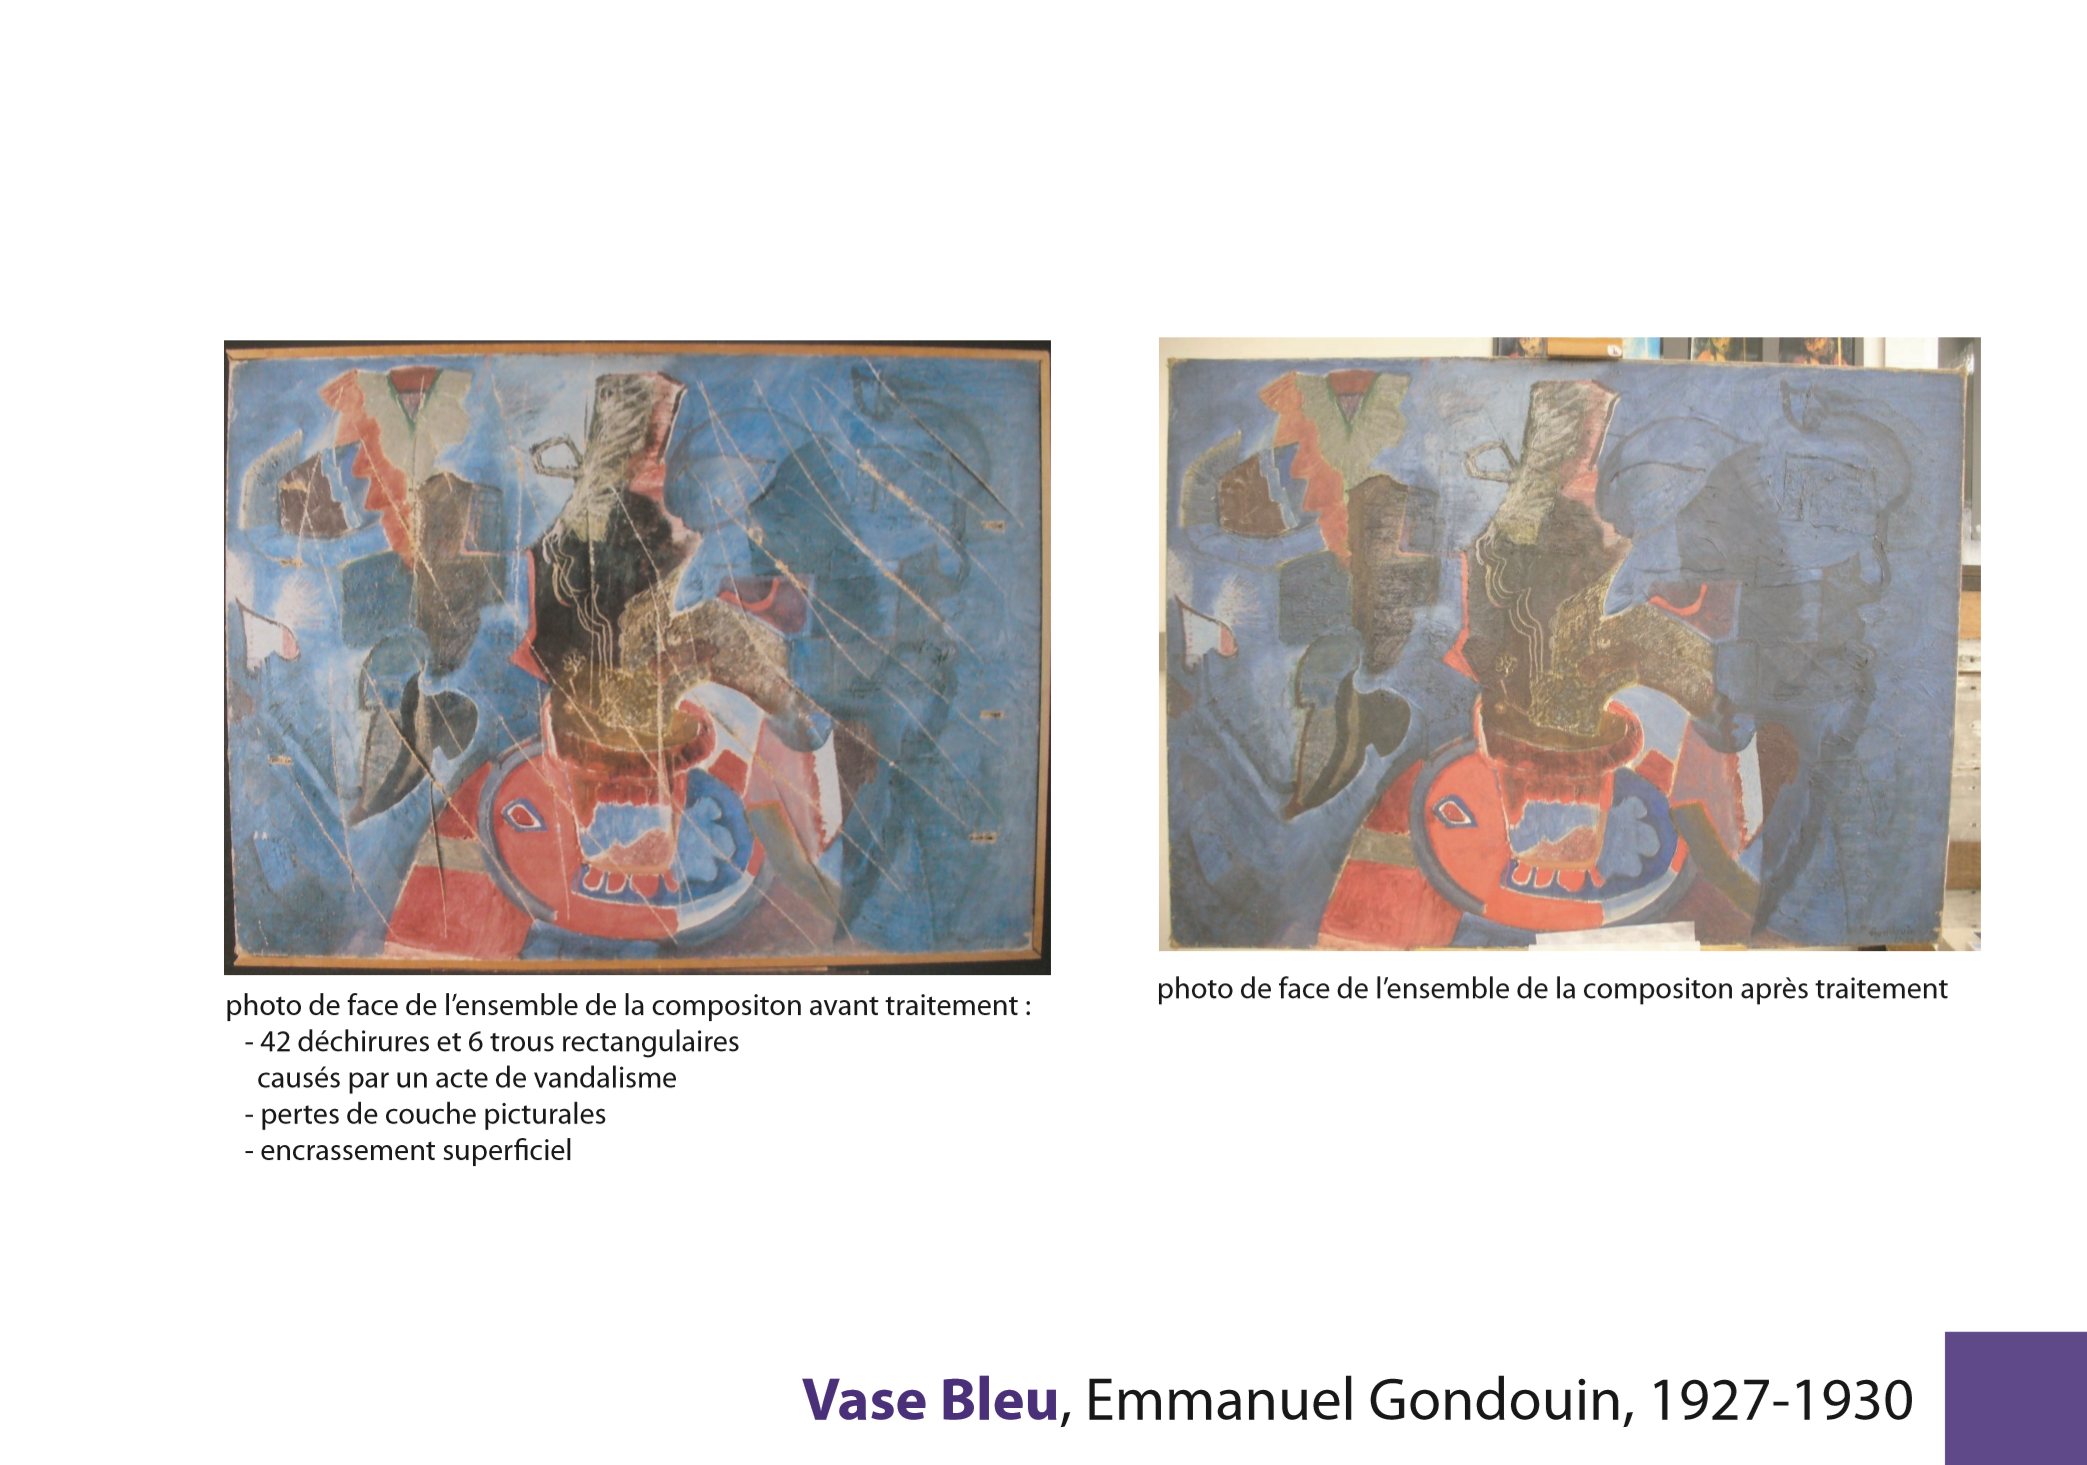 photo de face de l'ensemble de la compositon avant traitement :
- 42 déchirures et 6 trous rectangulaires
causés par un acte de vandalisme
- pertes de couche picturales
- encrassement superficiel
photo de face de l'ensemble de la compositon après traitement
Vase Bleu, Emmanuel Gondouin, 1927-1930